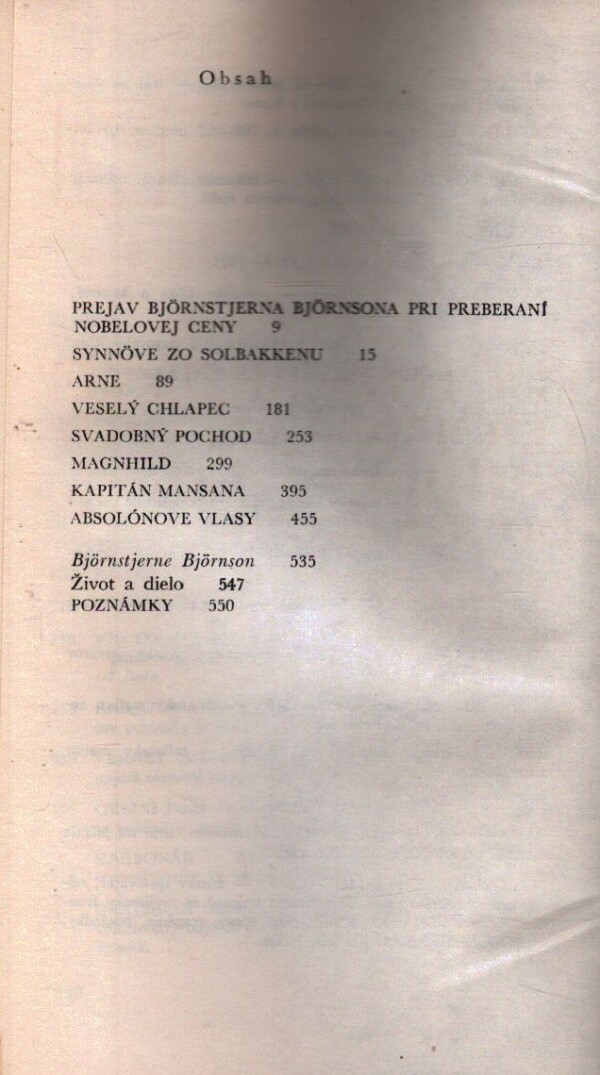 Obsah
PREJAV BJÖRNSTJERNA BJÖRNSONA PRI PREBERANÍ
NOBELOVEJ CENY 9
SYNNÖVE ZO SOLBAKKENU 15
ARNE 89
VESELÝ CHLAPEC 181
SVADOBNÝ POCHOD 253
MAGNHILD 299
KAPITÁN MANSANA 395
ABSOLÓNOVE VLASY 455
Björnstjerne Björnson 535
Život a dielo 547
POZNÁMKY 550